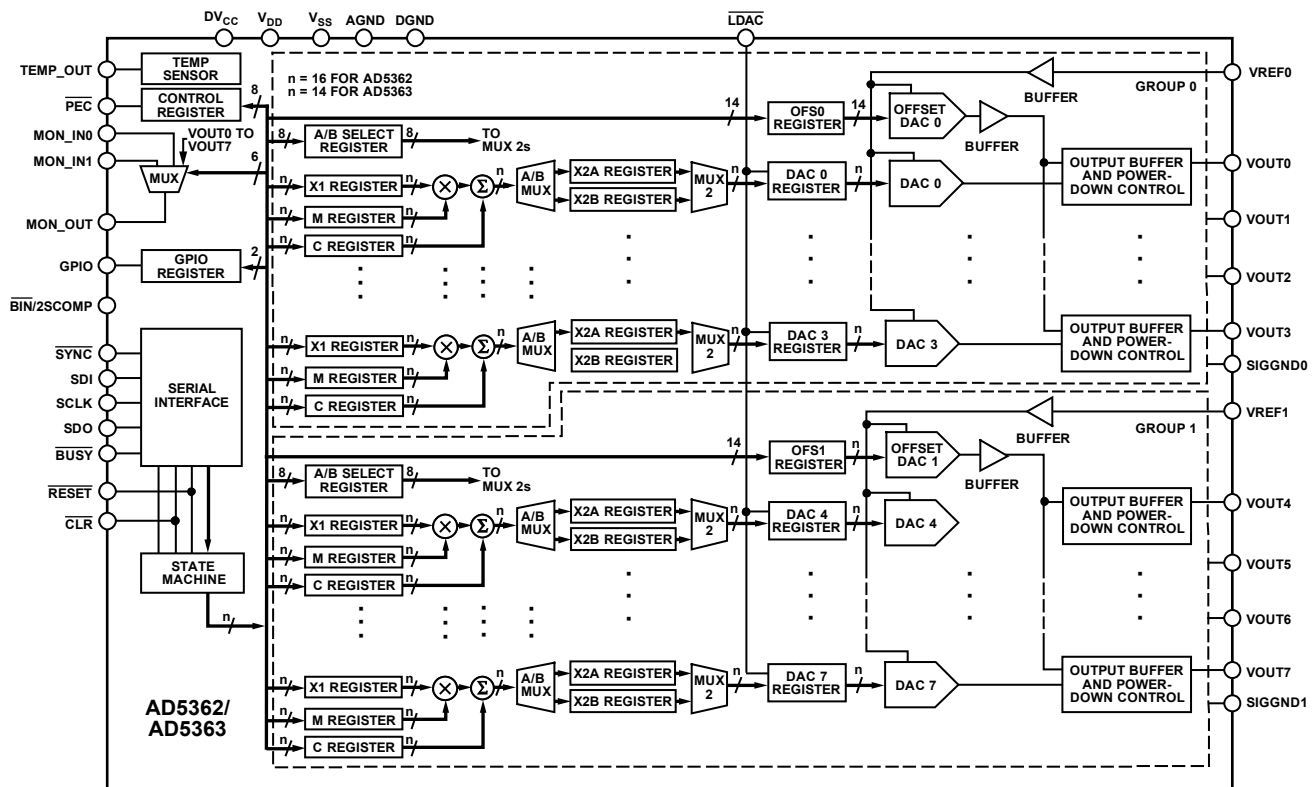 DVCC
VDD
VSS
AGND
DGND
LDAC
TEMP_OUT
TEMP
SENSOR
PEC
CONTROL
REGISTER
8
MON_IN0
MON_IN1
VOUT0 TO
VOUT7
MUX
6
MON_OUT
GPIO
GPIO
REGISTER
2
BIN/2SCOMP
SYNC
SDI
SCLK
SDO
BUSY
RESET
CLR
SERIAL
INTERFACE
STATE
MACHINE
n
AD5362/
AD5363
n = 16 FOR AD5362
n = 14 FOR AD5363
8
A/B SELECT
REGISTER
8
TO
MUX 2s
14
OFS0
REGISTER
14
OFFSET
DAC 0
BUFFER
BUFFER
GROUP 0
VREF0
n
X1 REGISTER
n
n
M REGISTER
n
n
C REGISTER
n
×
Σ
n
A/B
MUX
X2A REGISTER
X2B REGISTER
MUX
2
n
DAC 0
REGISTER
n
DAC 0
OUTPUT BUFFER
AND POWER-
DOWN CONTROL
VOUT0
VOUT1
VOUT2
n
X1 REGISTER
n
n
M REGISTER
n
n
C REGISTER
n
×
Σ
n
A/B
MUX
X2A REGISTER
X2B REGISTER
MUX
2
n
DAC 3
REGISTER
n
DAC 3
OUTPUT BUFFER
AND POWER-
DOWN CONTROL
VOUT3
SIGGND0
VREF1
GROUP 1
BUFFER
14
OFS1
REGISTER
n
OFFSET
DAC 1
BUFFER
8
A/B SELECT
REGISTER
8
TO
MUX 2s
n
X1 REGISTER
n
n
M REGISTER
n
n
C REGISTER
n
×
Σ
n
A/B
MUX
X2A REGISTER
X2B REGISTER
MUX
2
n
DAC 4
REGISTER
n
DAC 4
OUTPUT BUFFER
AND POWER-
DOWN CONTROL
VOUT4
VOUT5
VOUT6
n
X1 REGISTER
n
n
M REGISTER
n
n
C REGISTER
n
×
Σ
n
A/B
MUX
X2A REGISTER
X2B REGISTER
MUX
2
n
DAC 7
REGISTER
n
DAC 7
OUTPUT BUFFER
AND POWER-
DOWN CONTROL
VOUT7
SIGGND1